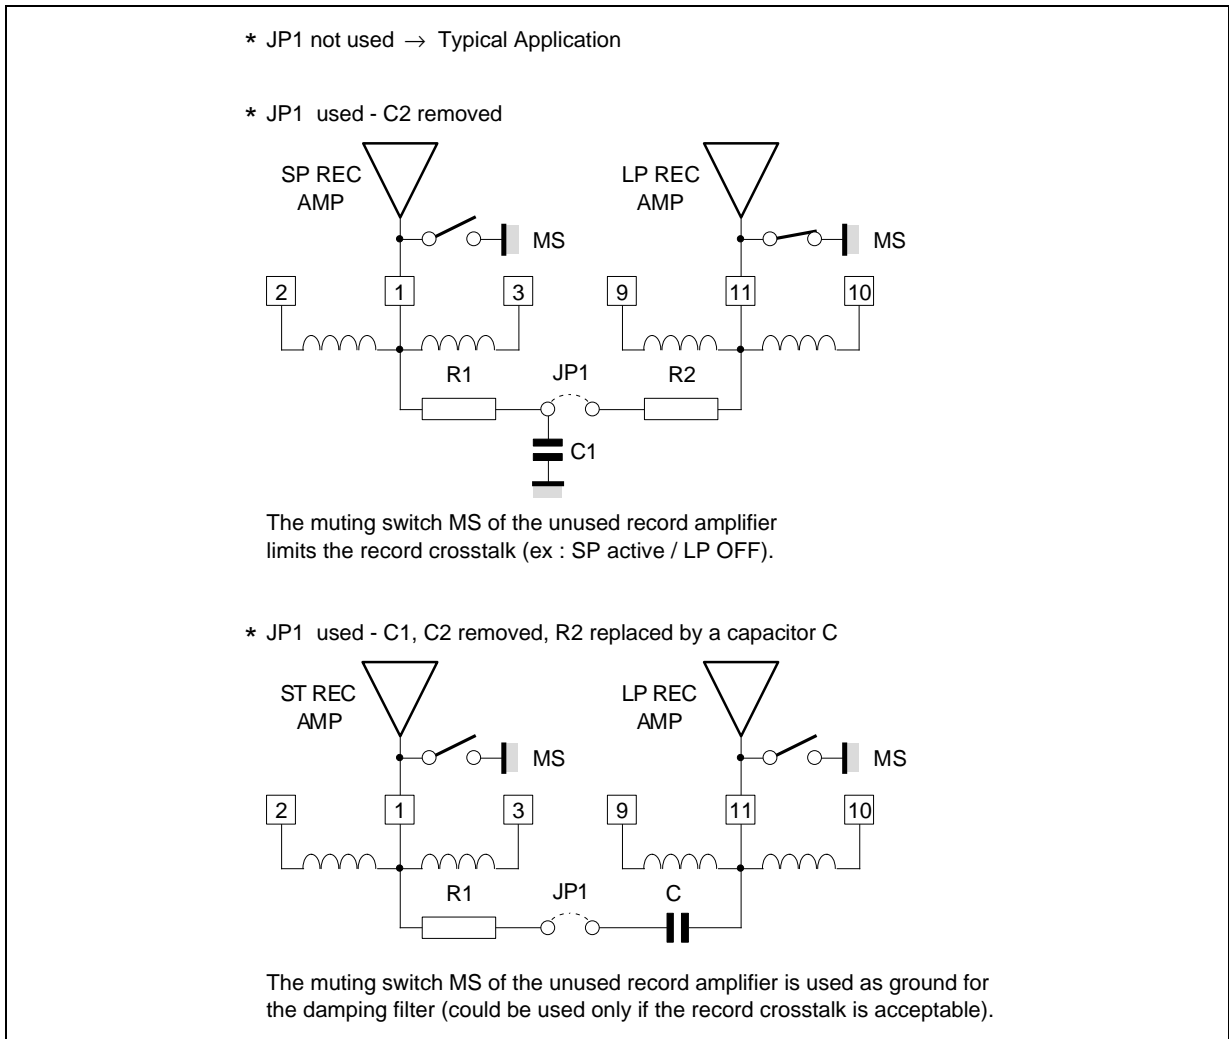 * JP1 not used → Typical Application
* JP1 used - C2 removed
SP REC AMP
LP REC AMP
MS
MS
2
1
3
9
11
10
R1
JP1
R2
C1
The muting switch MS of the unused record amplifier
limits the record crosstalk (ex : SP active / LP OFF).
* JP1 used - C1, C2 removed, R2 replaced by a capacitor C
ST REC AMP
LP REC AMP
MS
MS
2
1
3
9
11
10
R1
JP1
C
The muting switch MS of the unused record amplifier is used as ground for
the damping filter (could be used only if the record crosstalk is acceptable).